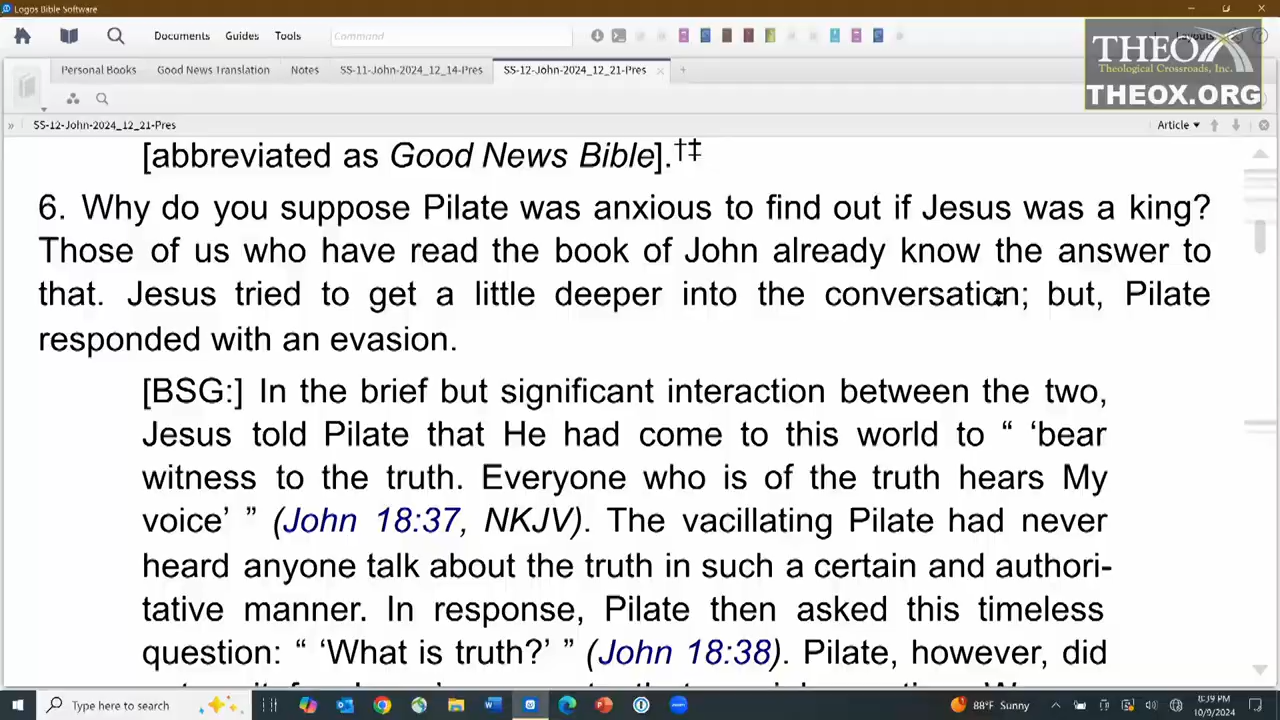 Logos Bible Software
Documents Guides Tools Command
THEOX
Theological Crossroads, Inc.
THEOX.ORG
Personal Books Good News Translation Notes SS-11-John-2024_12_14-Pres SS-12-John-2024_12_21-Pres
SS-12-John-2024_12_21-Pres Article
[abbreviated as Good News Bible].†‡
6. Why do you suppose Pilate was anxious to find out if Jesus was a king?
Those of us who have read the book of John already know the answer to
that. Jesus tried to get a little deeper into the conversation; but, Pilate
responded with an evasion.
[BSG:] In the brief but significant interaction between the two,
Jesus told Pilate that He had come to this world to “ ‘bear
witness to the truth. Everyone who is of the truth hears My
voice’ ” (John 18:37, NKJV). The vacillating Pilate had never
heard anyone talk about the truth in such a certain and authori-
tative manner. In response, Pilate then asked this timeless
question: “ ‘What is truth?’ ” (John 18:38). Pilate, however, did
Type here to search
88°F Sunny
8:39 PM
10/9/2024